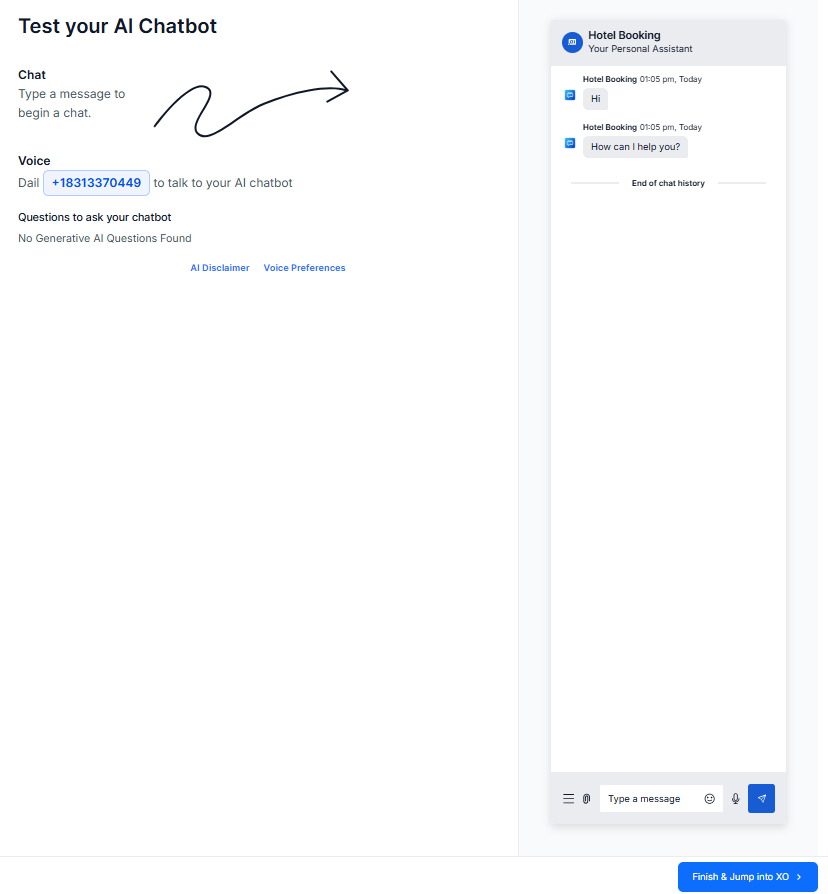 Test your AI Chatbot
Chat
Type a message to
begin a chat.
Voice
Dail +18313370449 to talk to your AI chatbot
Questions to ask your chatbot
No Generative AI Questions Found
AI Disclaimer Voice Preferences
Hotel Booking
Your Personal Assistant
Hotel Booking 01:05 pm, Today
Hi
Hotel Booking 01:05 pm, Today
How can I help you?
End of chat history
Type a message
Finish & Jump into XO